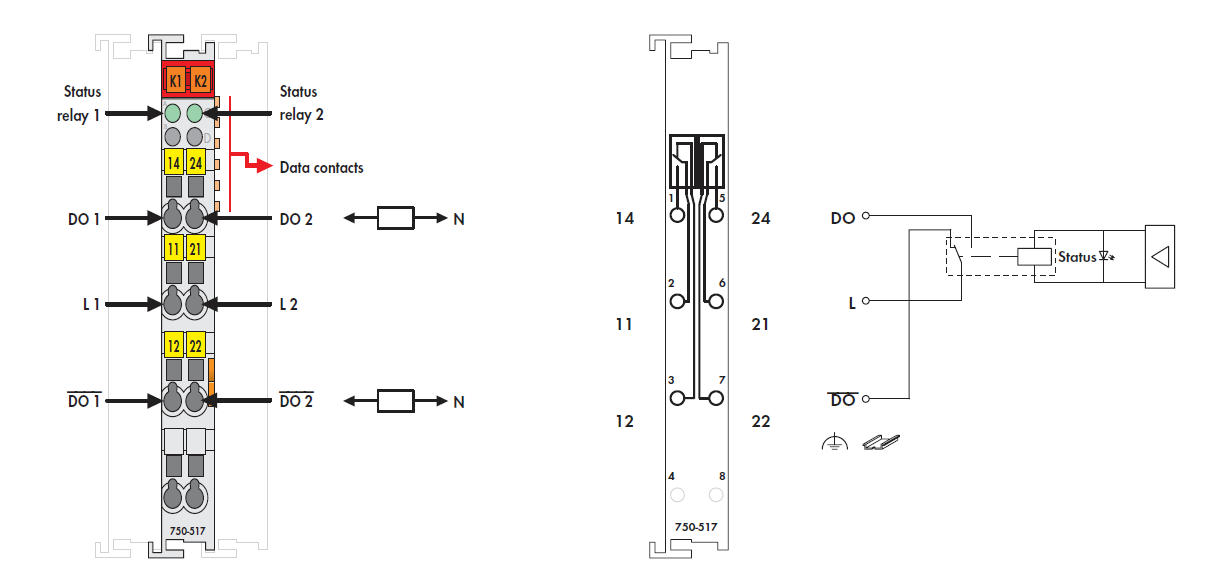 K1 K2
Status
relay 1
Status
relay 2
D
14 24
Data contacts
DO 1
DO 2
N
11 21
L 1
L 2
12 22
DO 1
DO 2
N
750-517
1 5
14
24
2 6
11
21
3 7
12
22
4 8
750-517
DO
Status
L
DO